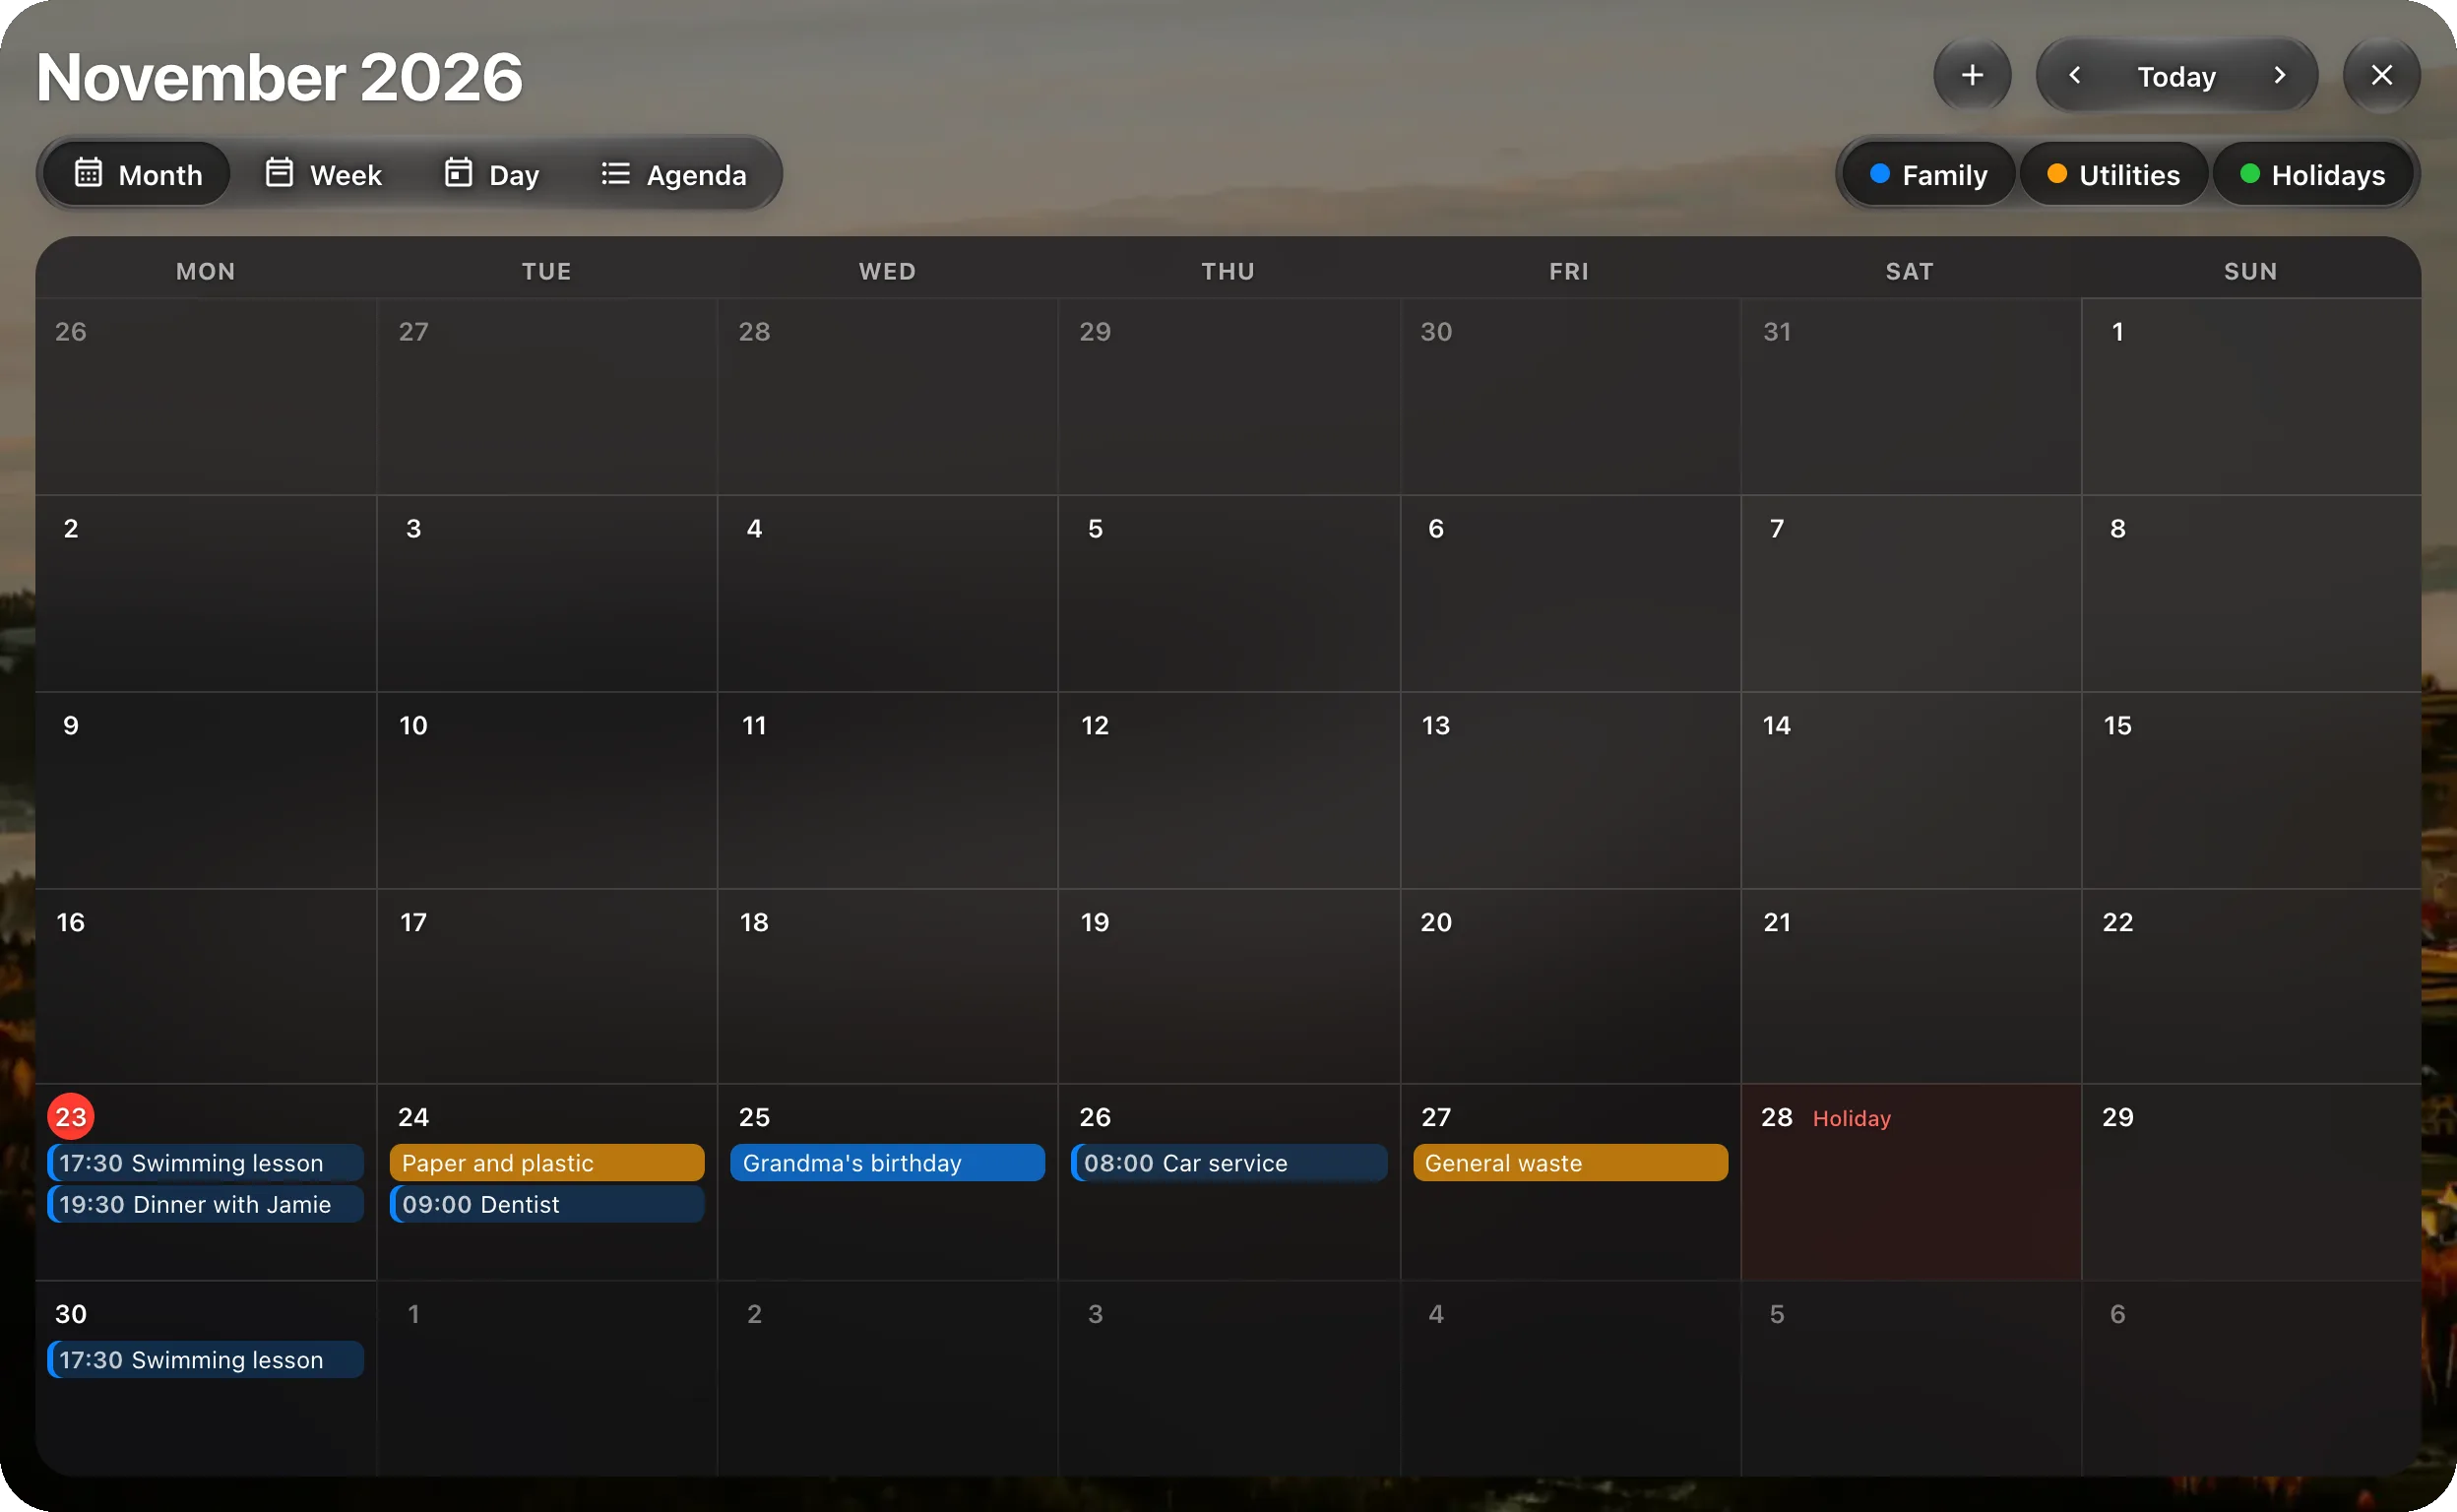 November 2026
Today
Month Week Day Agenda
Family Utilities Holidays
MON TUE WED THU FRI SAT SUN
26 27 28 29 30 31 1
2 3 4 5 6 7 8
9 10 11 12 13 14 15
16 17 18 19 20 21 22
23 24 25 26 27 28 Holiday 29
17:30 Swimming lesson Paper and plastic Grandma's birthday 08:00 Car service General waste
19:30 Dinner with Jamie 09:00 Dentist
30 1 2 3 4 5 6
17:30 Swimming lesson